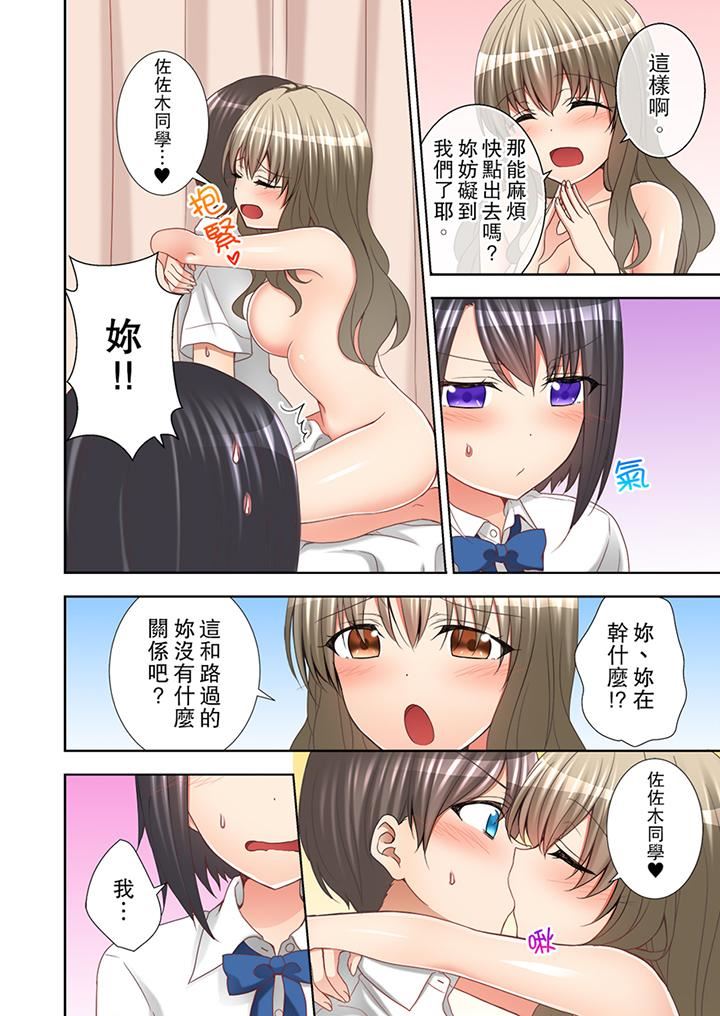 這樣啊。
那能麻煩
快點出去嗎？
妳妨礙到
我們了耶。
佐佐木同學…♥
抱緊♥
妳!!
氣
妳、妳在
幹什麼!?
這和路過的
妳沒有什麼
關係吧？
佐佐木同學♥
我…